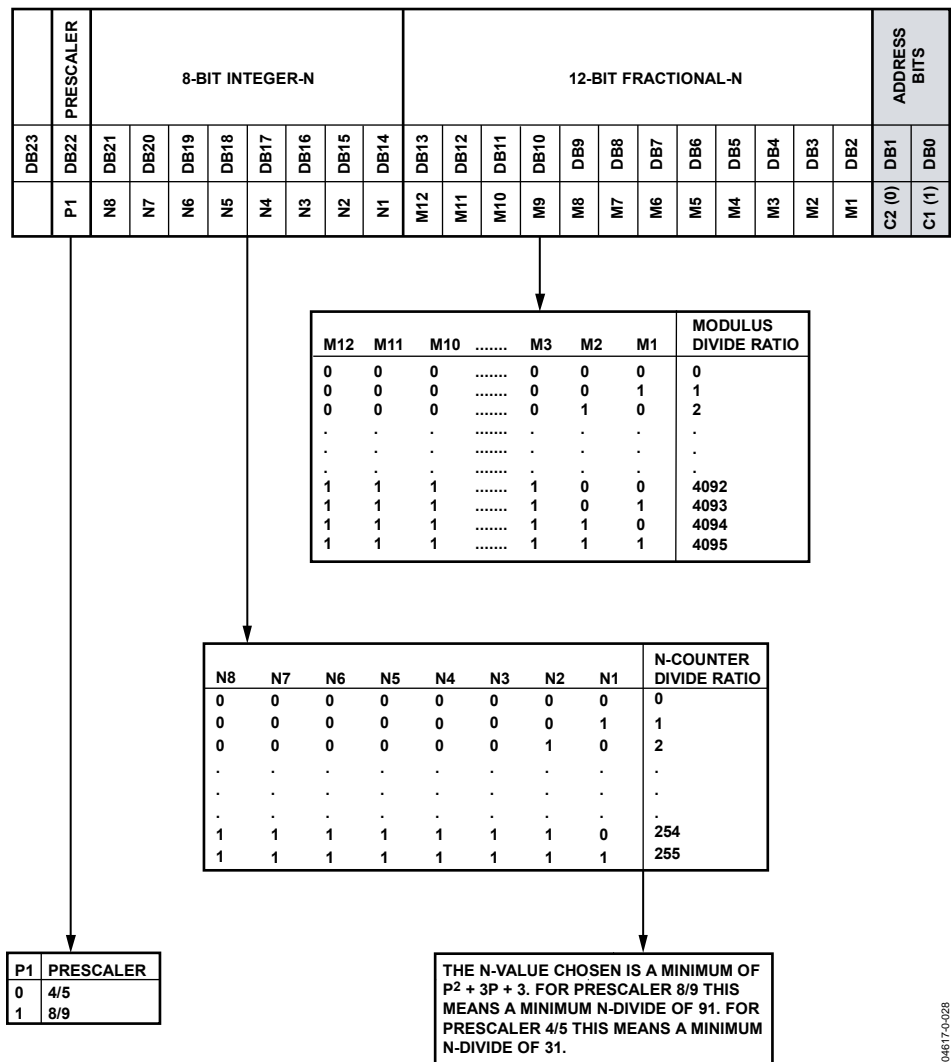 PRESCALER
8-BIT INTEGER-N
12-BIT FRACTIONAL-N
ADDRESS
BITS
DB23 DB22 DB21 DB20 DB19 DB18 DB17 DB16 DB15 DB14 DB13 DB12 DB11 DB10 DB9 DB8 DB7 DB6 DB5 DB4 DB3 DB2 DB1 DB0
P1 N8 N7 N6 N5 N4 N3 N2 N1 M12 M11 M10 M9 M8 M7 M6 M5 M4 M3 M2 M1 C2 (0) C1 (1)
MODULUS
M12 M11 M10 ....... M3 M2 M1 DIVIDE RATIO
0 0 0 ....... 0 0 0 0
0 0 0 ....... 0 0 1 1
0 0 0 ....... 0 1 0 2
. . . ....... . . . .
. . . ....... . . . .
. . . ....... . . . .
1 1 1 ....... 1 0 0 4092
1 1 1 ....... 1 0 1 4093
1 1 1 ....... 1 1 0 4094
1 1 1 ....... 1 1 1 4095
N-COUNTER
N8 N7 N6 N5 N4 N3 N2 N1 DIVIDE RATIO
0 0 0 0 0 0 0 0 0
0 0 0 0 0 0 0 1 1
0 0 0 0 0 0 1 0 2
. . . . . . . . .
. . . . . . . . .
. . . . . . . . .
1 1 1 1 1 1 1 0 254
1 1 1 1 1 1 1 1 255
P1 PRESCALER
0 4/5
1 8/9
THE N-VALUE CHOSEN IS A MINIMUM OF
P² + 3P + 3. FOR PRESCALER 8/9 THIS
MEANS A MINIMUM N-DIVIDE OF 91. FOR
PRESCALER 4/5 THIS MEANS A MINIMUM
N-DIVIDE OF 31.
04617-0-028